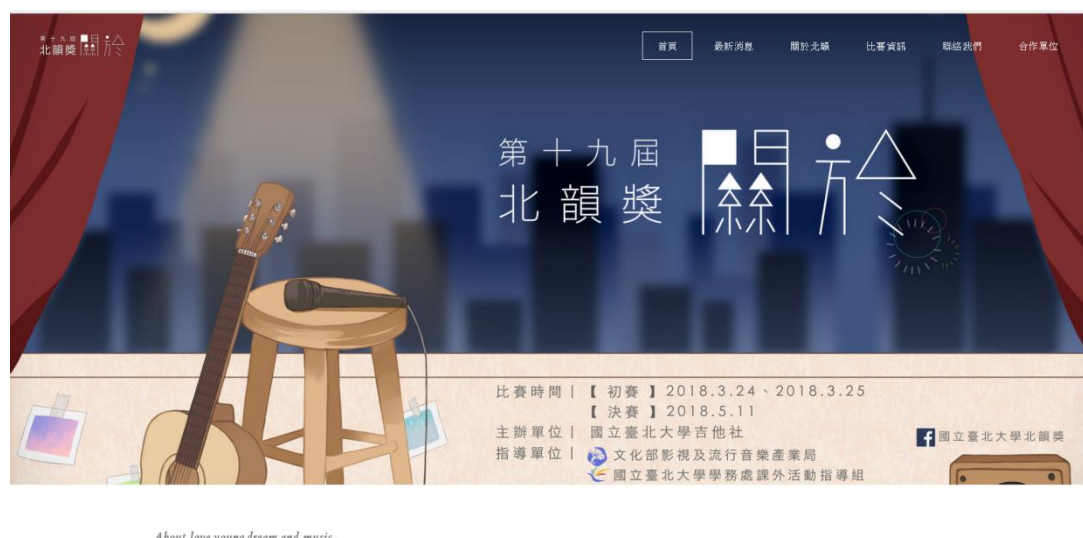 第十九屆
北韻獎 關於
首頁 最新消息 關於北韻 比賽資訊 聯絡我們 合作單位
第十九屆
北韻獎 關於
比賽時間 | 【 初賽 】 2018.3.24、2018.3.25
【 決賽 】 2018.5.11
主辦單位 | 國立臺北大學吉他社
指導單位 | 文化部影視及流行音樂產業局
國立臺北大學學務處課外活動指導組
國立臺北大學北韻獎
About love young dream and music